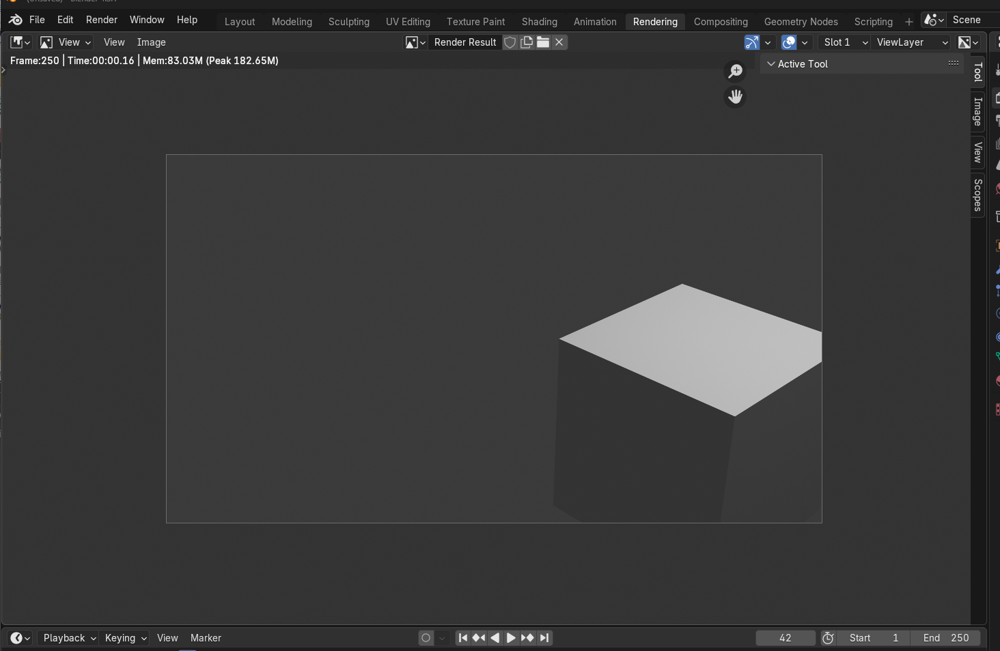 File Edit Render Window Help Layout Modeling Sculpting UV Editing Texture Paint Shading Animation Rendering Compositing Geometry Nodes Scripting + Scene
View View Image Render Result Slot 1 ViewLayer
Frame:250 | Time:00:00.16 | Mem:83.03M (Peak 182.65M)
Active Tool
Tool
Image
View
Scopes
Playback Keying View Marker 42 Start 1 End 250